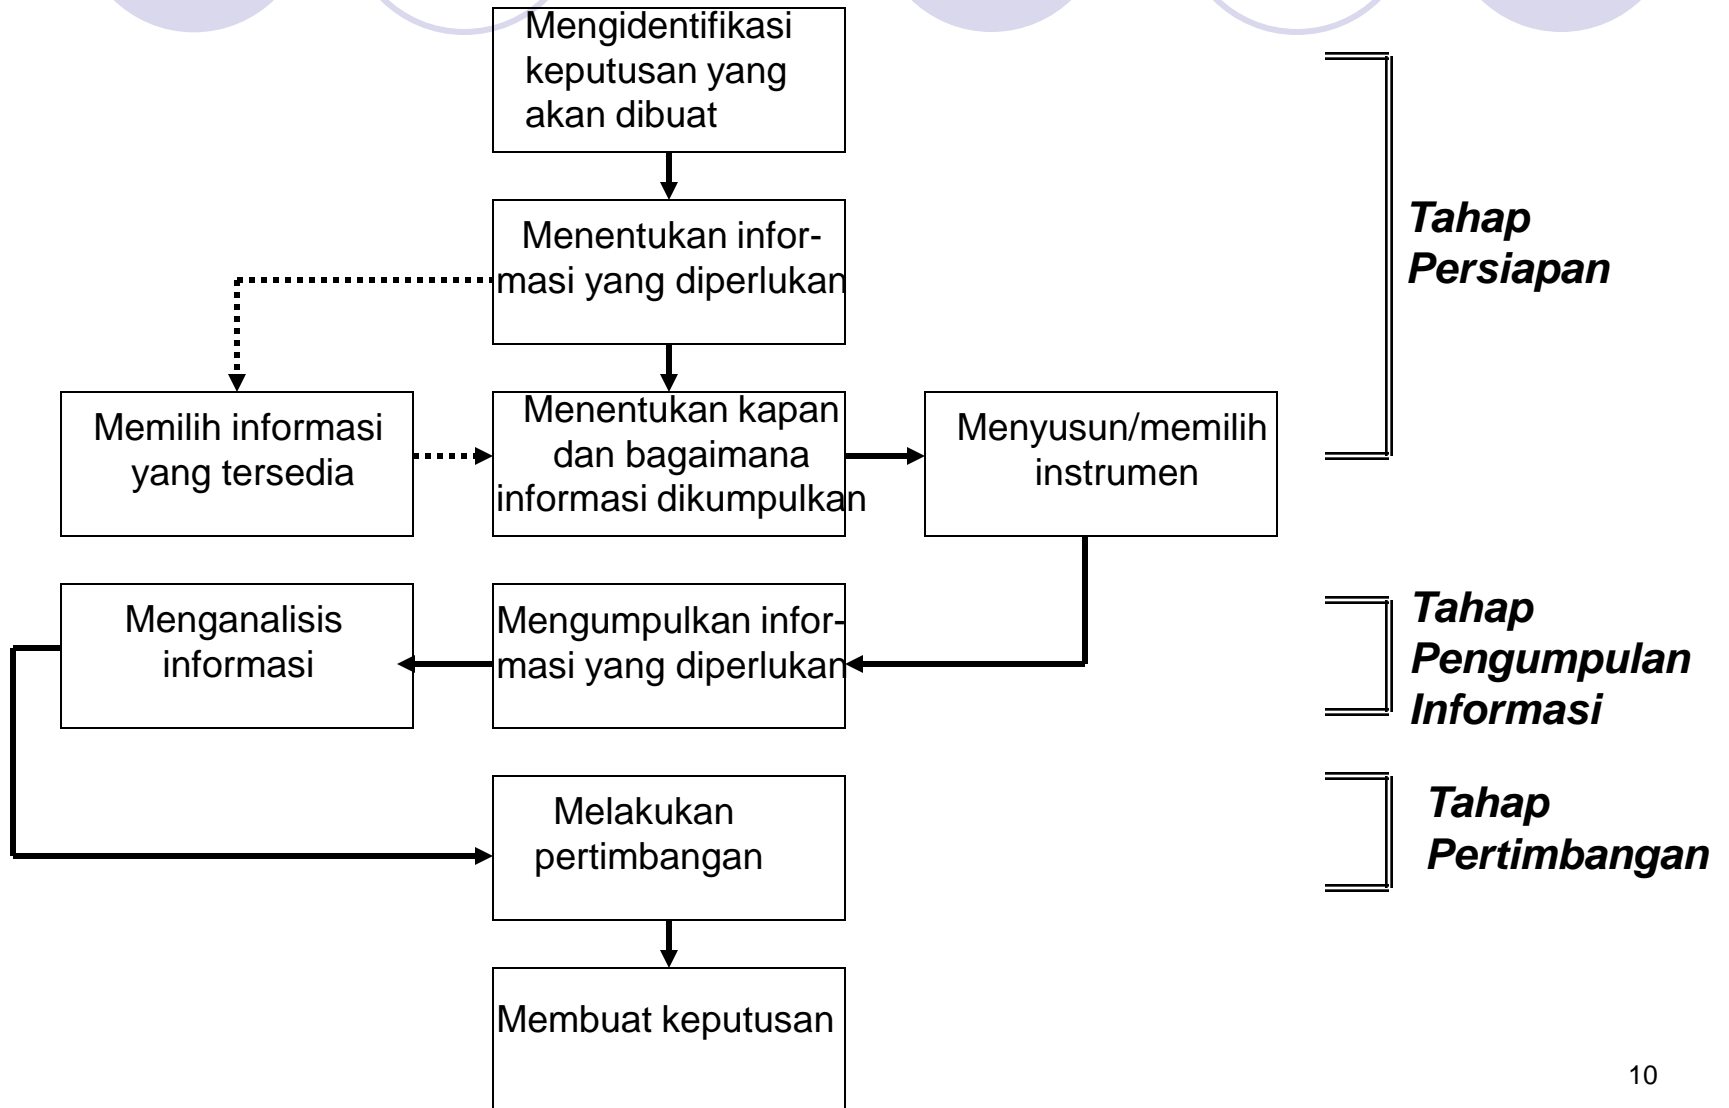 Mengidentifikasi
keputusan yang
akan dibuat
Menentukan infor-
masi yang diperlukan
Tahap
Persiapan
Memilih informasi
yang tersedia
Menentukan kapan
dan bagaimana
informasi dikumpulkan
Menyusun/memilih
instrumen
Menganalisis
informasi
Mengumpulkan infor-
masi yang diperlukan
Tahap
Pengumpulan
Informasi
Melakukan
pertimbangan
Tahap
Pertimbangan
Membuat keputusan
10